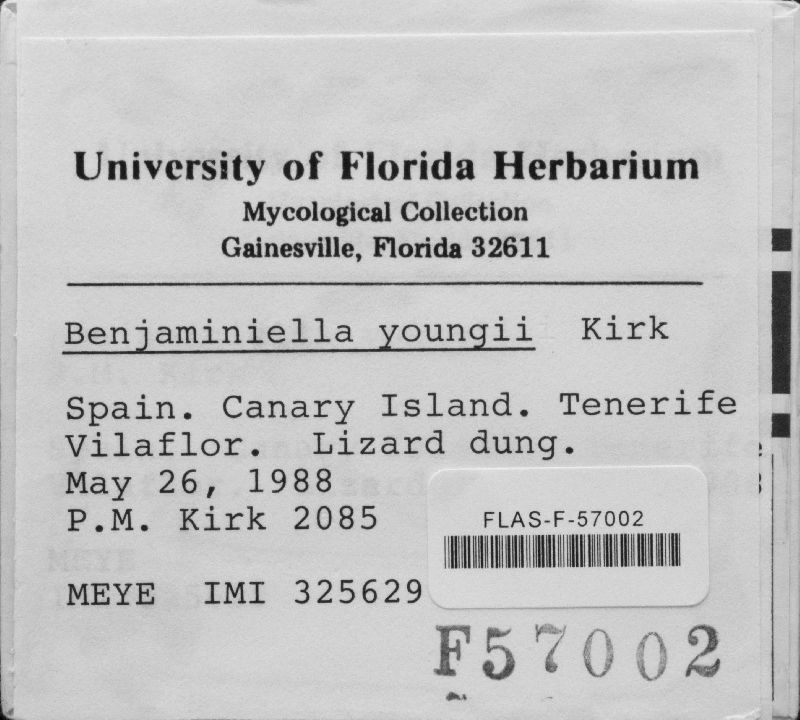 University of Florida Herbarium
Mycological Collection
Gainesville, Florida 32611
Benjaminiella youngii Kirk
Spain. Canary Island. Tenerife
Vilaflor. Lizard dung.
May 26, 1988
P.M. Kirk 2085
MEYE IMI 325629
FLAS-F-57002
F57002